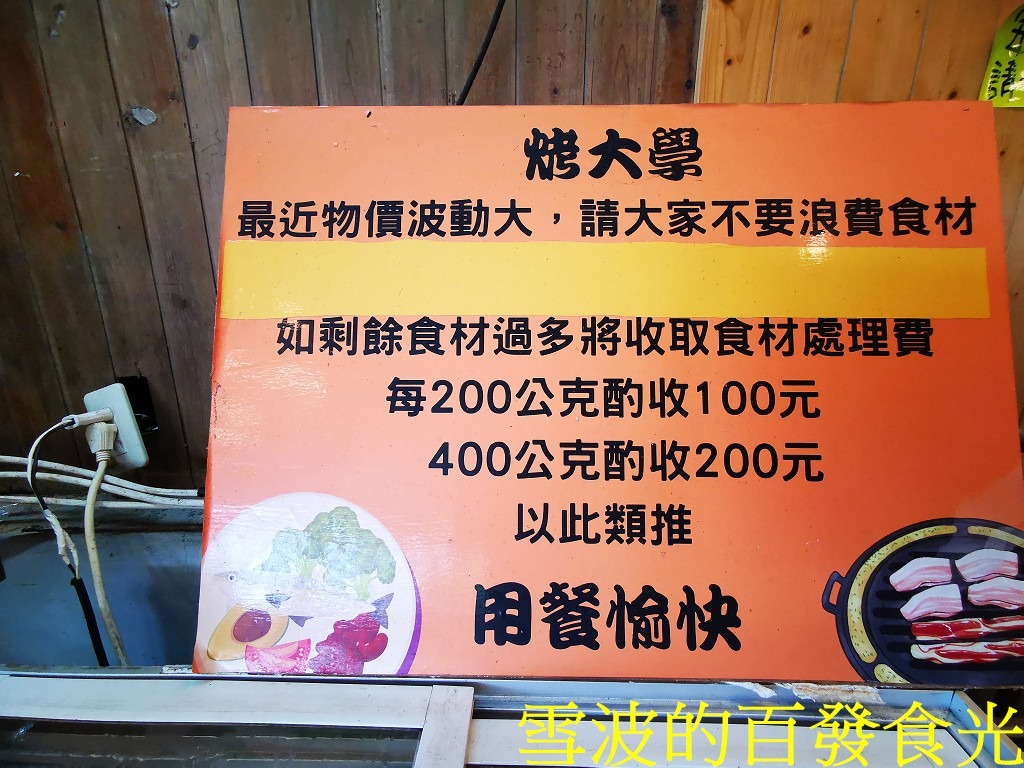 烤大學
最近物價波動大，請大家不要浪費食材
如剩餘食材過多將收取食材處理費
每200公克酌收100元
400公克酌收200元
以此類推
用餐愉快
雪波的百發食光